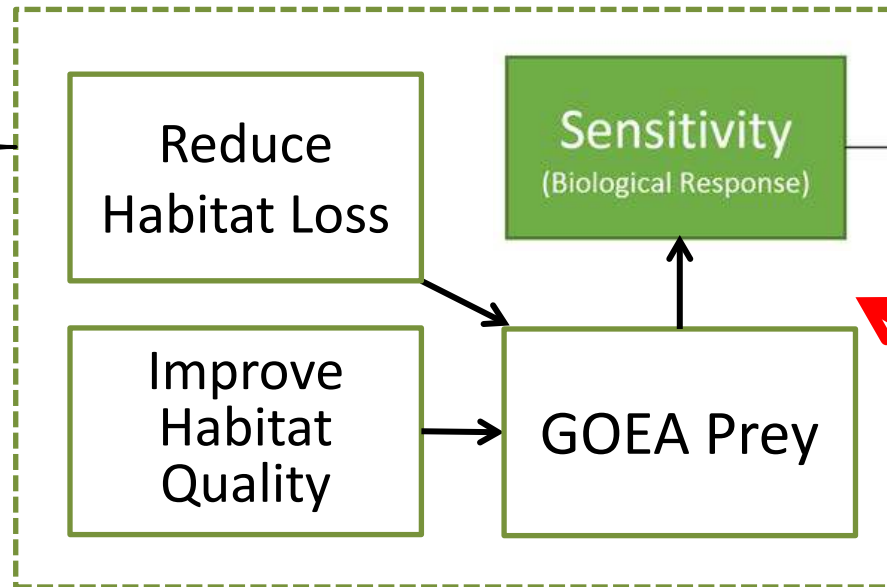 Reduce
Habitat Loss
Sensitivity
(Biological Response)
Improve
Habitat
Quality
GOEA Prey